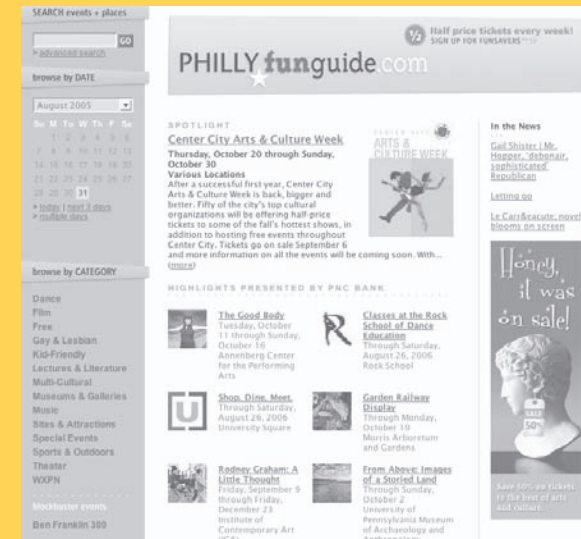 SEARCH events + places
GO
> advanced search
browse by DATE
August 2005
Su M Tu W Th F Sa
1 2 3 4 5 6
7 8 9 10 11 12 13
14 15 16 17 18 19 20
21 22 23 24 25 26 27
28 29 30 31
> today | next 3 days
> multiple days
browse by CATEGORY
Dance
Film
Free
Gay & Lesbian
Kid-Friendly
Lectures & Literature
Multi-Cultural
Museums & Galleries
Music
Sites & Attractions
Special Events
Sports & Outdoors
Theater
WXPN
Mockbuster events
Ben Franklin 300
½ Half price tickets every week!
SIGN UP FOR FUNSAVERS
PHILLYfunguide.com
SPOTLIGHT
Center City Arts & Culture Week
Thursday, October 20 through Sunday,
October 30
Various Locations
After a successful first year, Center City
Arts & Culture Week is back, bigger and
better. Fifty of the city's top cultural
organizations will be offering half-price
tickets to some of the fall's hottest shows, in
addition to hosting free events throughout
Center City. Tickets go on sale September 6
and more information on all the events will be coming soon. With...
(more)
CENTER CITY
ARTS &
CULTURE WEEK
HIGHLIGHTS PRESENTED BY PNC BANK
The Good Body
Tuesday, October
11 through Sunday,
October 16
Annenberg Center
for the Performing
Arts
Classes at the Rock
School of Dance
Education
Through Saturday,
August 26, 2006
Rock School
Shop. Dine. Meet.
Through Saturday,
August 26, 2006
University Square
Garden Railway
Display
Through Monday,
October 10
Morris Arboretum
and Gardens
Rodney Graham: A
Little Thought
Friday, September 9
through Friday,
December 23
Institute of
Contemporary Art
From Above: Images
of a Storied Land
Through Sunday,
October 2
University of
Pennsylvania Museum
of Archaeology and
In the News
Gail Shister | Mr.
Hopper, 'debonair,
sophisticated'
Republican
Letting go
Le Carr&eacute; novel
blooms on screen
Honey,
it was
on sale!
SALE
50%
Save 50% on tickets
to the best of arts
and culture.